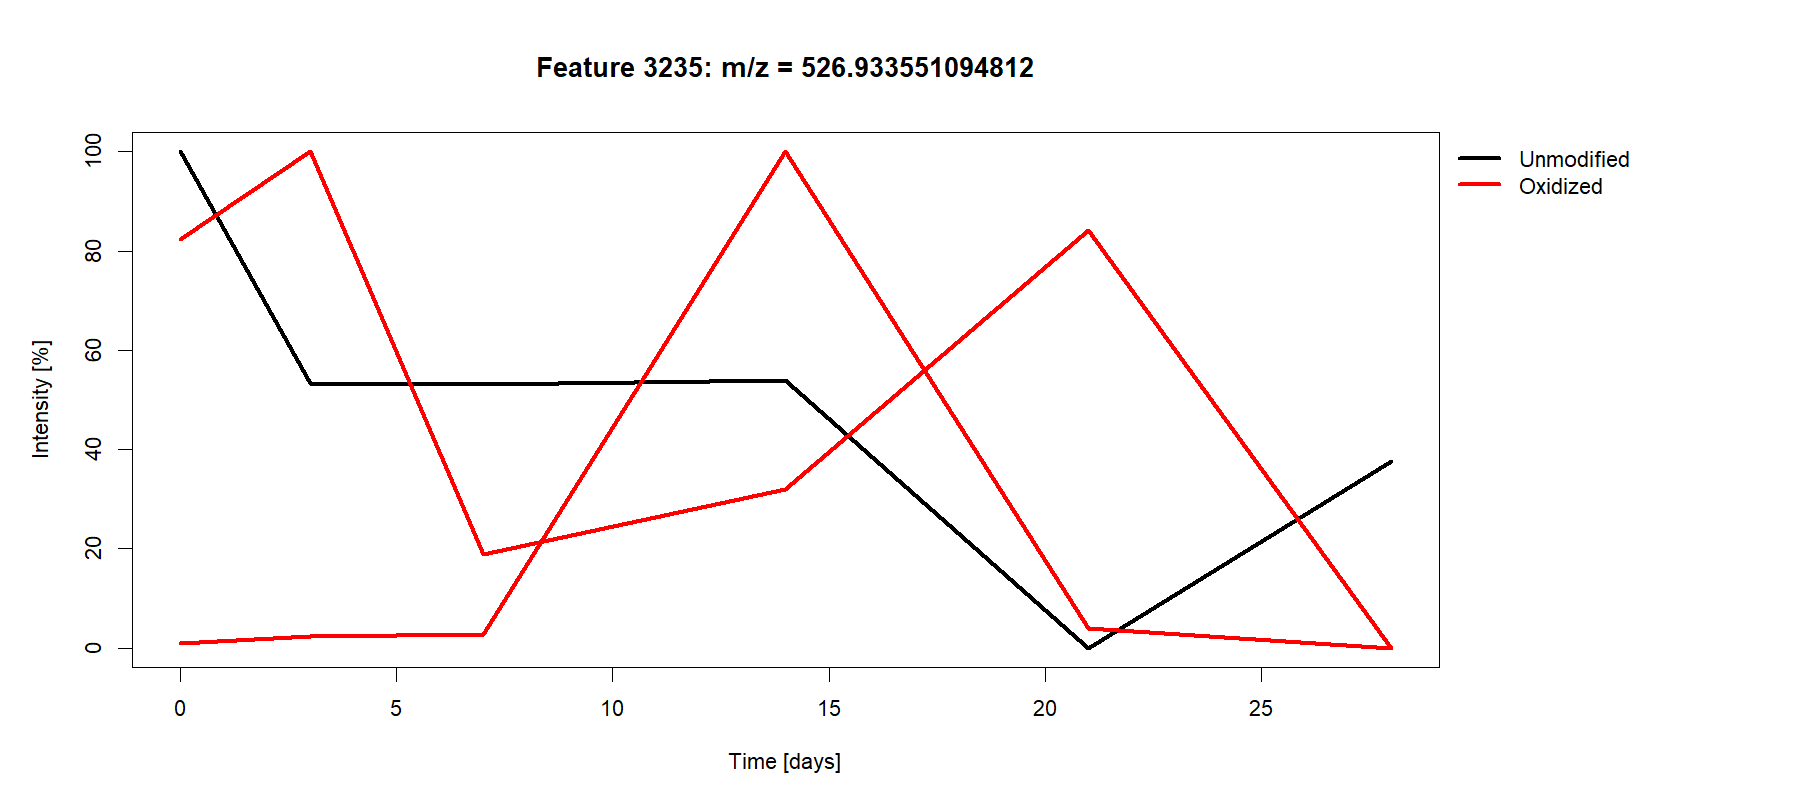 Feature 3235: m/z = 526.933551094812
Unmodified
Oxidized
Intensity [%]
100
80
60
40
20
0
0 5 10 15 20 25
Time [days]